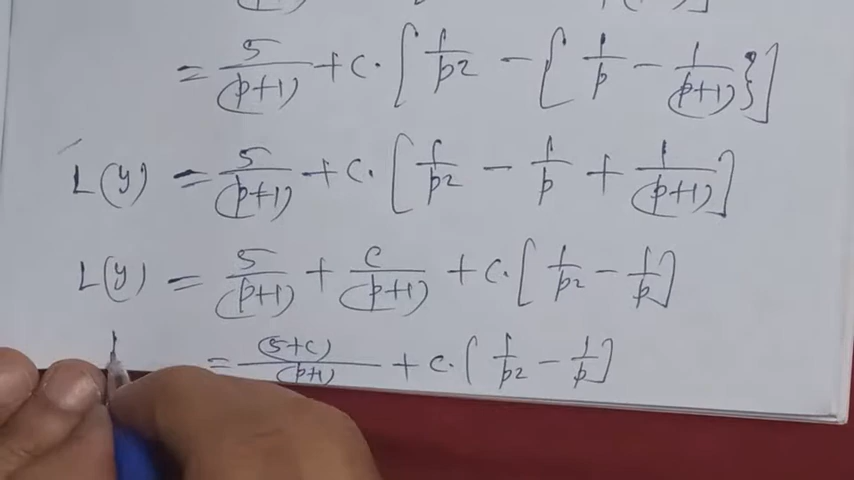 = 5/(p+1) + c·[1/p2 − {1/p − 1/(p+1)}]
L(y) = 5/(p+1) + c·[1/p2 − 1/p + 1/(p+1)]
L(y) = 5/(p+1) + c/(p+1) + c·[1/p2 − 1/p]
= (5+c)/(p+1) + c·[1/p2 − 1/p]